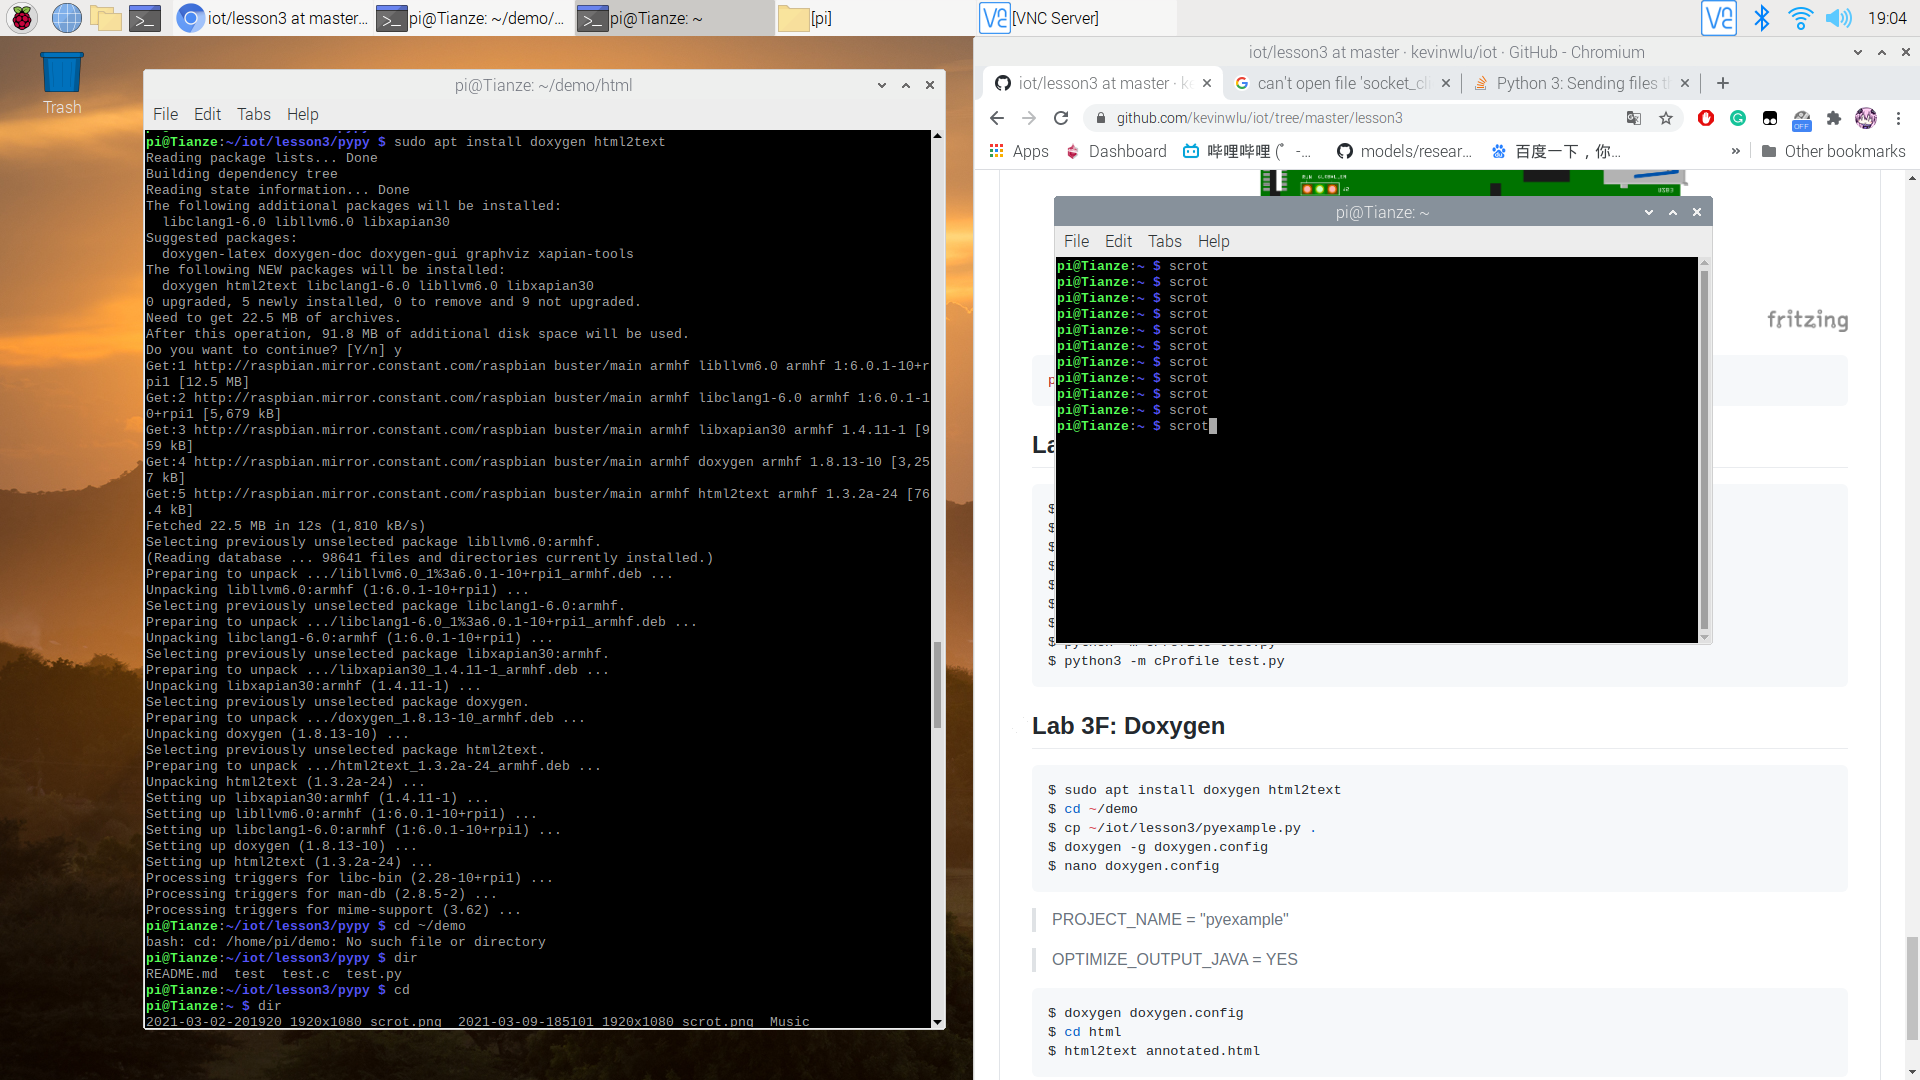 iot/lesson3 at master...
pi@Tianze: ~/demo/...
pi@Tianze: ~
[pi]
[VNC Server]
19:04
Trash
pi@Tianze: ~/demo/html
File Edit Tabs Help
pi@Tianze:~/iot/lesson3/pypy $ sudo apt install doxygen html2text
Reading package lists... Done
Building dependency tree
Reading state information... Done
The following additional packages will be installed:
  libclang1-6.0 libllvm6.0 libxapian30
Suggested packages:
  doxygen-latex doxygen-doc doxygen-gui graphviz xapian-tools
The following NEW packages will be installed:
  doxygen html2text libclang1-6.0 libllvm6.0 libxapian30
0 upgraded, 5 newly installed, 0 to remove and 9 not upgraded.
Need to get 22.5 MB of archives.
After this operation, 91.8 MB of additional disk space will be used.
Do you want to continue? [Y/n] y
Get:1 http://raspbian.mirror.constant.com/raspbian buster/main armhf libllvm6.0 armhf 1:6.0.1-10+r
pi1 [12.5 MB]
Get:2 http://raspbian.mirror.constant.com/raspbian buster/main armhf libclang1-6.0 armhf 1:6.0.1-1
0+rpi1 [5,679 kB]
Get:3 http://raspbian.mirror.constant.com/raspbian buster/main armhf libxapian30 armhf 1.4.11-1 [9
59 kB]
Get:4 http://raspbian.mirror.constant.com/raspbian buster/main armhf doxygen armhf 1.8.13-10 [3,25
7 kB]
Get:5 http://raspbian.mirror.constant.com/raspbian buster/main armhf html2text armhf 1.3.2a-24 [76
.4 kB]
Fetched 22.5 MB in 12s (1,810 kB/s)
Selecting previously unselected package libllvm6.0:armhf.
(Reading database ... 98641 files and directories currently installed.)
Preparing to unpack .../libllvm6.0_1%3a6.0.1-10+rpi1_armhf.deb ...
Unpacking libllvm6.0:armhf (1:6.0.1-10+rpi1) ...
Selecting previously unselected package libclang1-6.0:armhf.
Preparing to unpack .../libclang1-6.0_1%3a6.0.1-10+rpi1_armhf.deb ...
Unpacking libclang1-6.0:armhf (1:6.0.1-10+rpi1) ...
Selecting previously unselected package libxapian30:armhf.
Preparing to unpack .../libxapian30_1.4.11-1_armhf.deb ...
Unpacking libxapian30:armhf (1.4.11-1) ...
Selecting previously unselected package doxygen.
Preparing to unpack .../doxygen_1.8.13-10_armhf.deb ...
Unpacking doxygen (1.8.13-10) ...
Selecting previously unselected package html2text.
Preparing to unpack .../html2text_1.3.2a-24_armhf.deb ...
Unpacking html2text (1.3.2a-24) ...
Setting up libxapian30:armhf (1.4.11-1) ...
Setting up libllvm6.0:armhf (1:6.0.1-10+rpi1) ...
Setting up libclang1-6.0:armhf (1:6.0.1-10+rpi1) ...
Setting up doxygen (1.8.13-10) ...
Setting up html2text (1.3.2a-24) ...
Processing triggers for libc-bin (2.28-10+rpi1) ...
Processing triggers for man-db (2.8.5-2) ...
Processing triggers for mime-support (3.62) ...
pi@Tianze:~/iot/lesson3/pypy $ cd ~/demo
bash: cd: /home/pi/demo: No such file or directory
pi@Tianze:~/iot/lesson3/pypy $ dir
README.md  test  test.c  test.py
pi@Tianze:~/iot/lesson3/pypy $ cd
pi@Tianze:~ $ dir
2021-03-02-201920_1920x1080_scrot.png  2021-03-09-185101_1920x1080_scrot.png  Music
iot/lesson3 at master · kevinwlu/iot · GitHub - Chromium
iot/lesson3 at master · ke
can't open file 'socket_cli
Python 3: Sending files t
github.com/kevinwlu/iot/tree/master/lesson3
OFF
Apps
Dashboard
哔哩哔哩 (゜-...
models/resear...
百度一下，你...
»
Other bookmarks
fritzing
pi@Tianze: ~
File Edit Tabs Help
pi@Tianze:~ $ scrot
pi@Tianze:~ $ scrot
pi@Tianze:~ $ scrot
pi@Tianze:~ $ scrot
pi@Tianze:~ $ scrot
pi@Tianze:~ $ scrot
pi@Tianze:~ $ scrot
pi@Tianze:~ $ scrot
pi@Tianze:~ $ scrot
pi@Tianze:~ $ scrot
pi@Tianze:~ $ scrot
$ python3 -m cProfile test.py
Lab 3F: Doxygen
$ sudo apt install doxygen html2text
$ cd ~/demo
$ cp ~/iot/lesson3/pyexample.py .
$ doxygen -g doxygen.config
$ nano doxygen.config
PROJECT_NAME = "pyexample"
OPTIMIZE_OUTPUT_JAVA = YES
$ doxygen doxygen.config
$ cd html
$ html2text annotated.html